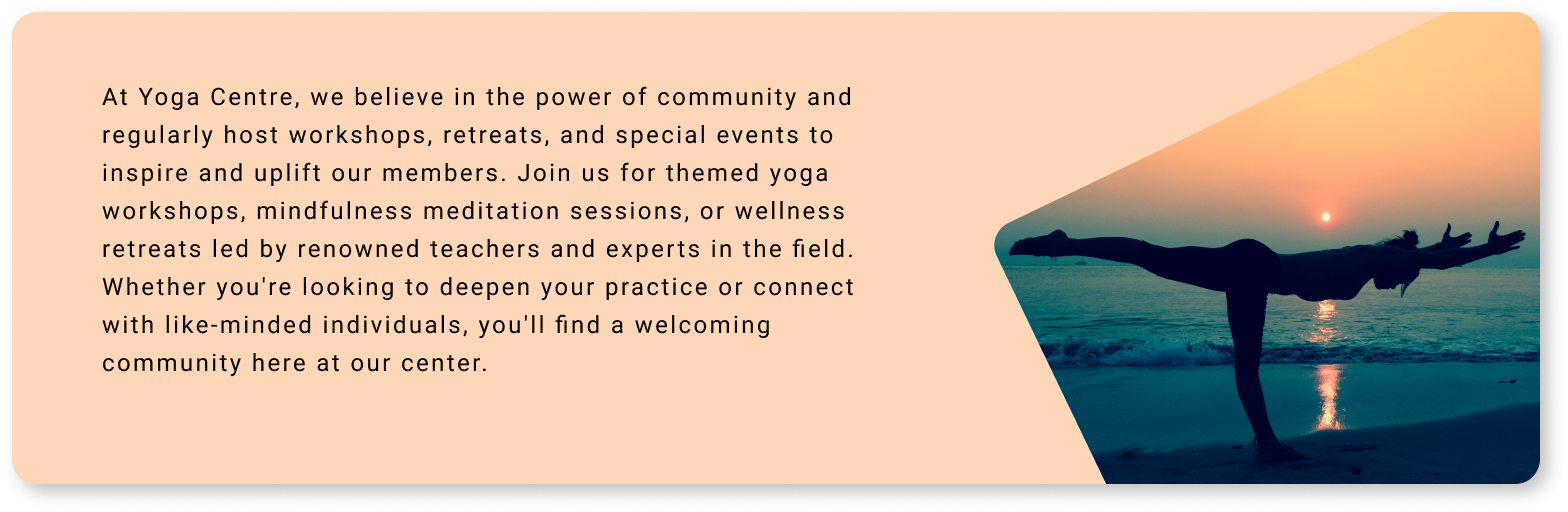 At Yoga Centre, we believe in the power of community and
regularly host workshops, retreats, and special events to
inspire and uplift our members. Join us for themed yoga
workshops, mindfulness meditation sessions, or wellness
retreats led by renowned teachers and experts in the field.
Whether you're looking to deepen your practice or connect
with like-minded individuals, you'll find a welcoming
community here at our center.